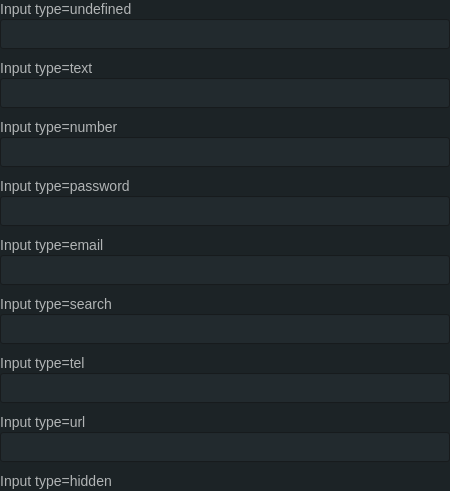 Input type=undefined
Input type=text
Input type=number
Input type=password
Input type=email
Input type=search
Input type=tel
Input type=url
Input type=hidden